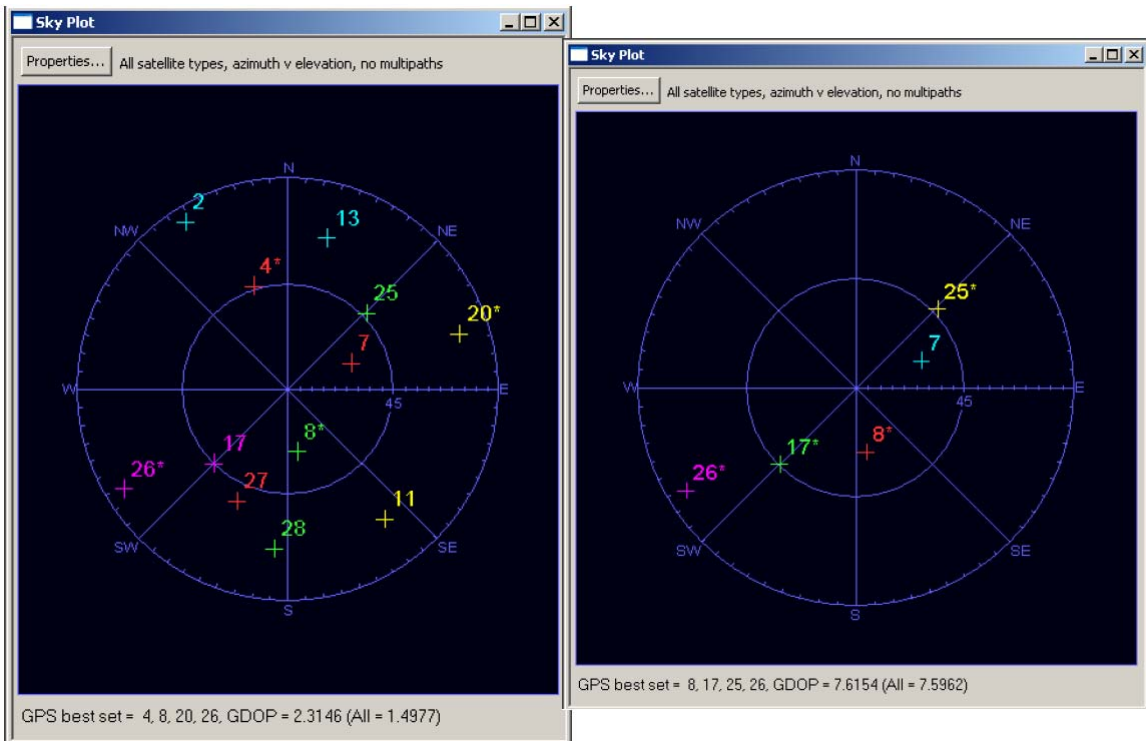 Sky Plot
Properties... All satellite types, azimuth v elevation, no multipaths
N
2
13
NW
NE
4*
25
20*
7
W
E
45
17
8*
26*
27
11
28
SW
SE
S
GPS best set = 4, 8, 20, 26, GDOP = 2.3146 (All = 1.4977)
Sky Plot
Properties... All satellite types, azimuth v elevation, no multipaths
N
NW
NE
25*
7
W
E
45
8*
17*
26*
SW
SE
S
GPS best set = 8, 17, 25, 26, GDOP = 7.6154 (All = 7.5962)